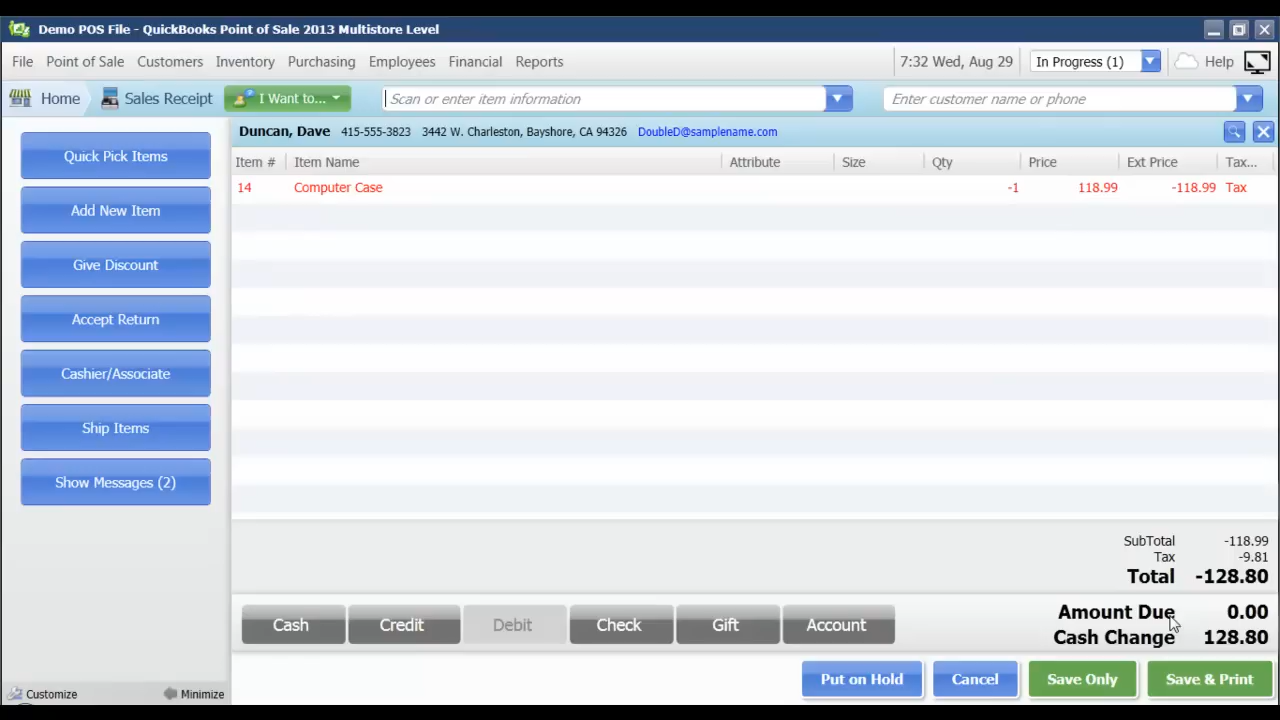 Demo POS File - QuickBooks Point of Sale 2013 Multistore Level
File Point of Sale Customers Inventory Purchasing Employees Financial Reports 7:32 Wed, Aug 29 In Progress (1) Help
Home Sales Receipt I Want to... Scan or enter item information Enter customer name or phone
Duncan, Dave 415-555-3823 3442 W. Charleston, Bayshore, CA 94326 DoubleD@samplename.com
Item # Item Name Attribute Size Qty Price Ext Price Tax...
14 Computer Case -1 118.99 -118.99 Tax
Quick Pick Items
Add New Item
Give Discount
Accept Return
Cashier/Associate
Ship Items
Show Messages (2)
SubTotal -118.99
Tax -9.81
Total -128.80
Cash Credit Debit Check Gift Account
Amount Due 0.00
Cash Change 128.80
Put on Hold Cancel Save Only Save & Print
Customize Minimize